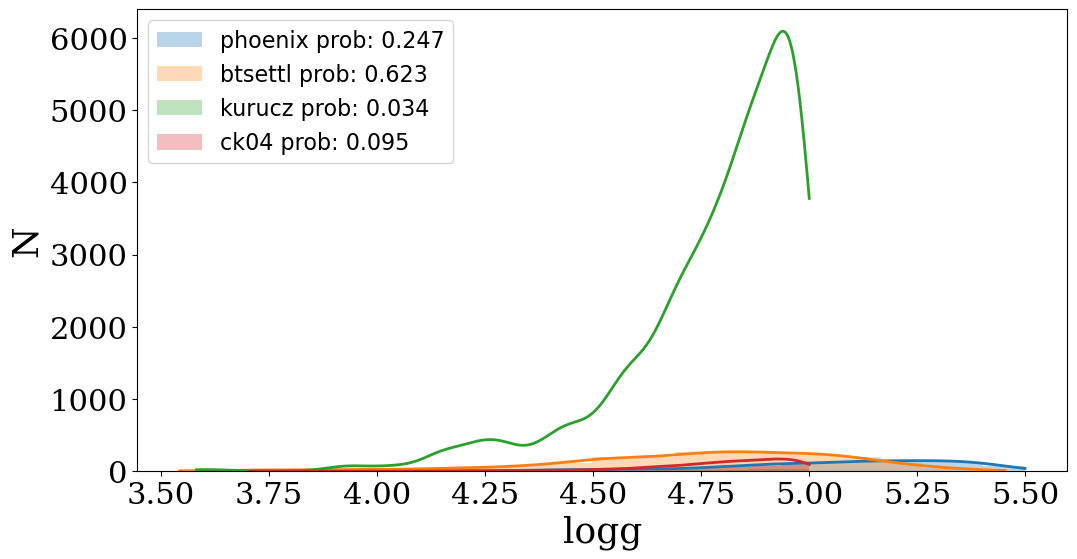 phoenix prob: 0.247
btsettl prob: 0.623
kurucz prob: 0.034
ck04 prob: 0.095
N
6000
5000
4000
3000
2000
1000
0
3.50 3.75 4.00 4.25 4.50 4.75 5.00 5.25 5.50
logg